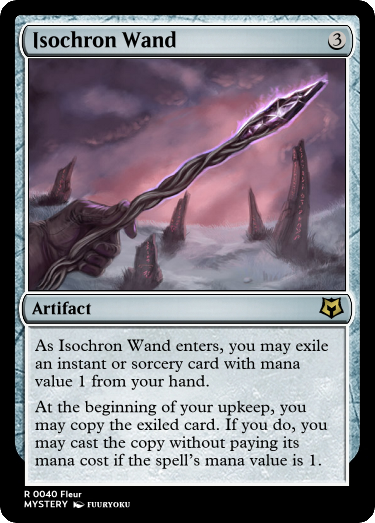 Isochron Wand 3
Artifact
As Isochron Wand enters, you may exile
an instant or sorcery card with mana
value 1 from your hand.
At the beginning of your upkeep, you
may copy the exiled card. If you do, you
may cast the copy without paying its
mana cost if the spell's mana value is 1.
R 0040 Fleur
MYSTERY FUURYOKU